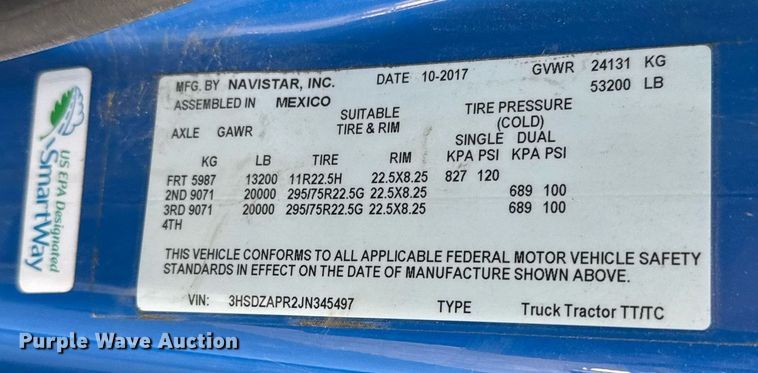 MFG. BY NAVISTAR, INC. DATE 10-2017 GVWR 24131 KG
53200 LB
ASSEMBLED IN MEXICO
SUITABLE TIRE PRESSURE
AXLE GAWR TIRE & RIM (COLD)
SINGLE DUAL
KG LB TIRE RIM KPA PSI KPA PSI
FRT 5987 13200 11R22.5H 22.5X8.25 827 120
2ND 9071 20000 295/75R22.5G 22.5X8.25 689 100
3RD 9071 20000 295/75R22.5G 22.5X8.25 689 100
4TH
THIS VEHICLE CONFORMS TO ALL APPLICABLE FEDERAL MOTOR VEHICLE SAFETY
STANDARDS IN EFFECT ON THE DATE OF MANUFACTURE SHOWN ABOVE.
VIN: 3HSDZAPR2JN345497 TYPE Truck Tractor TT/TC
US EPA Designated
SmartWay
Purple Wave Auction